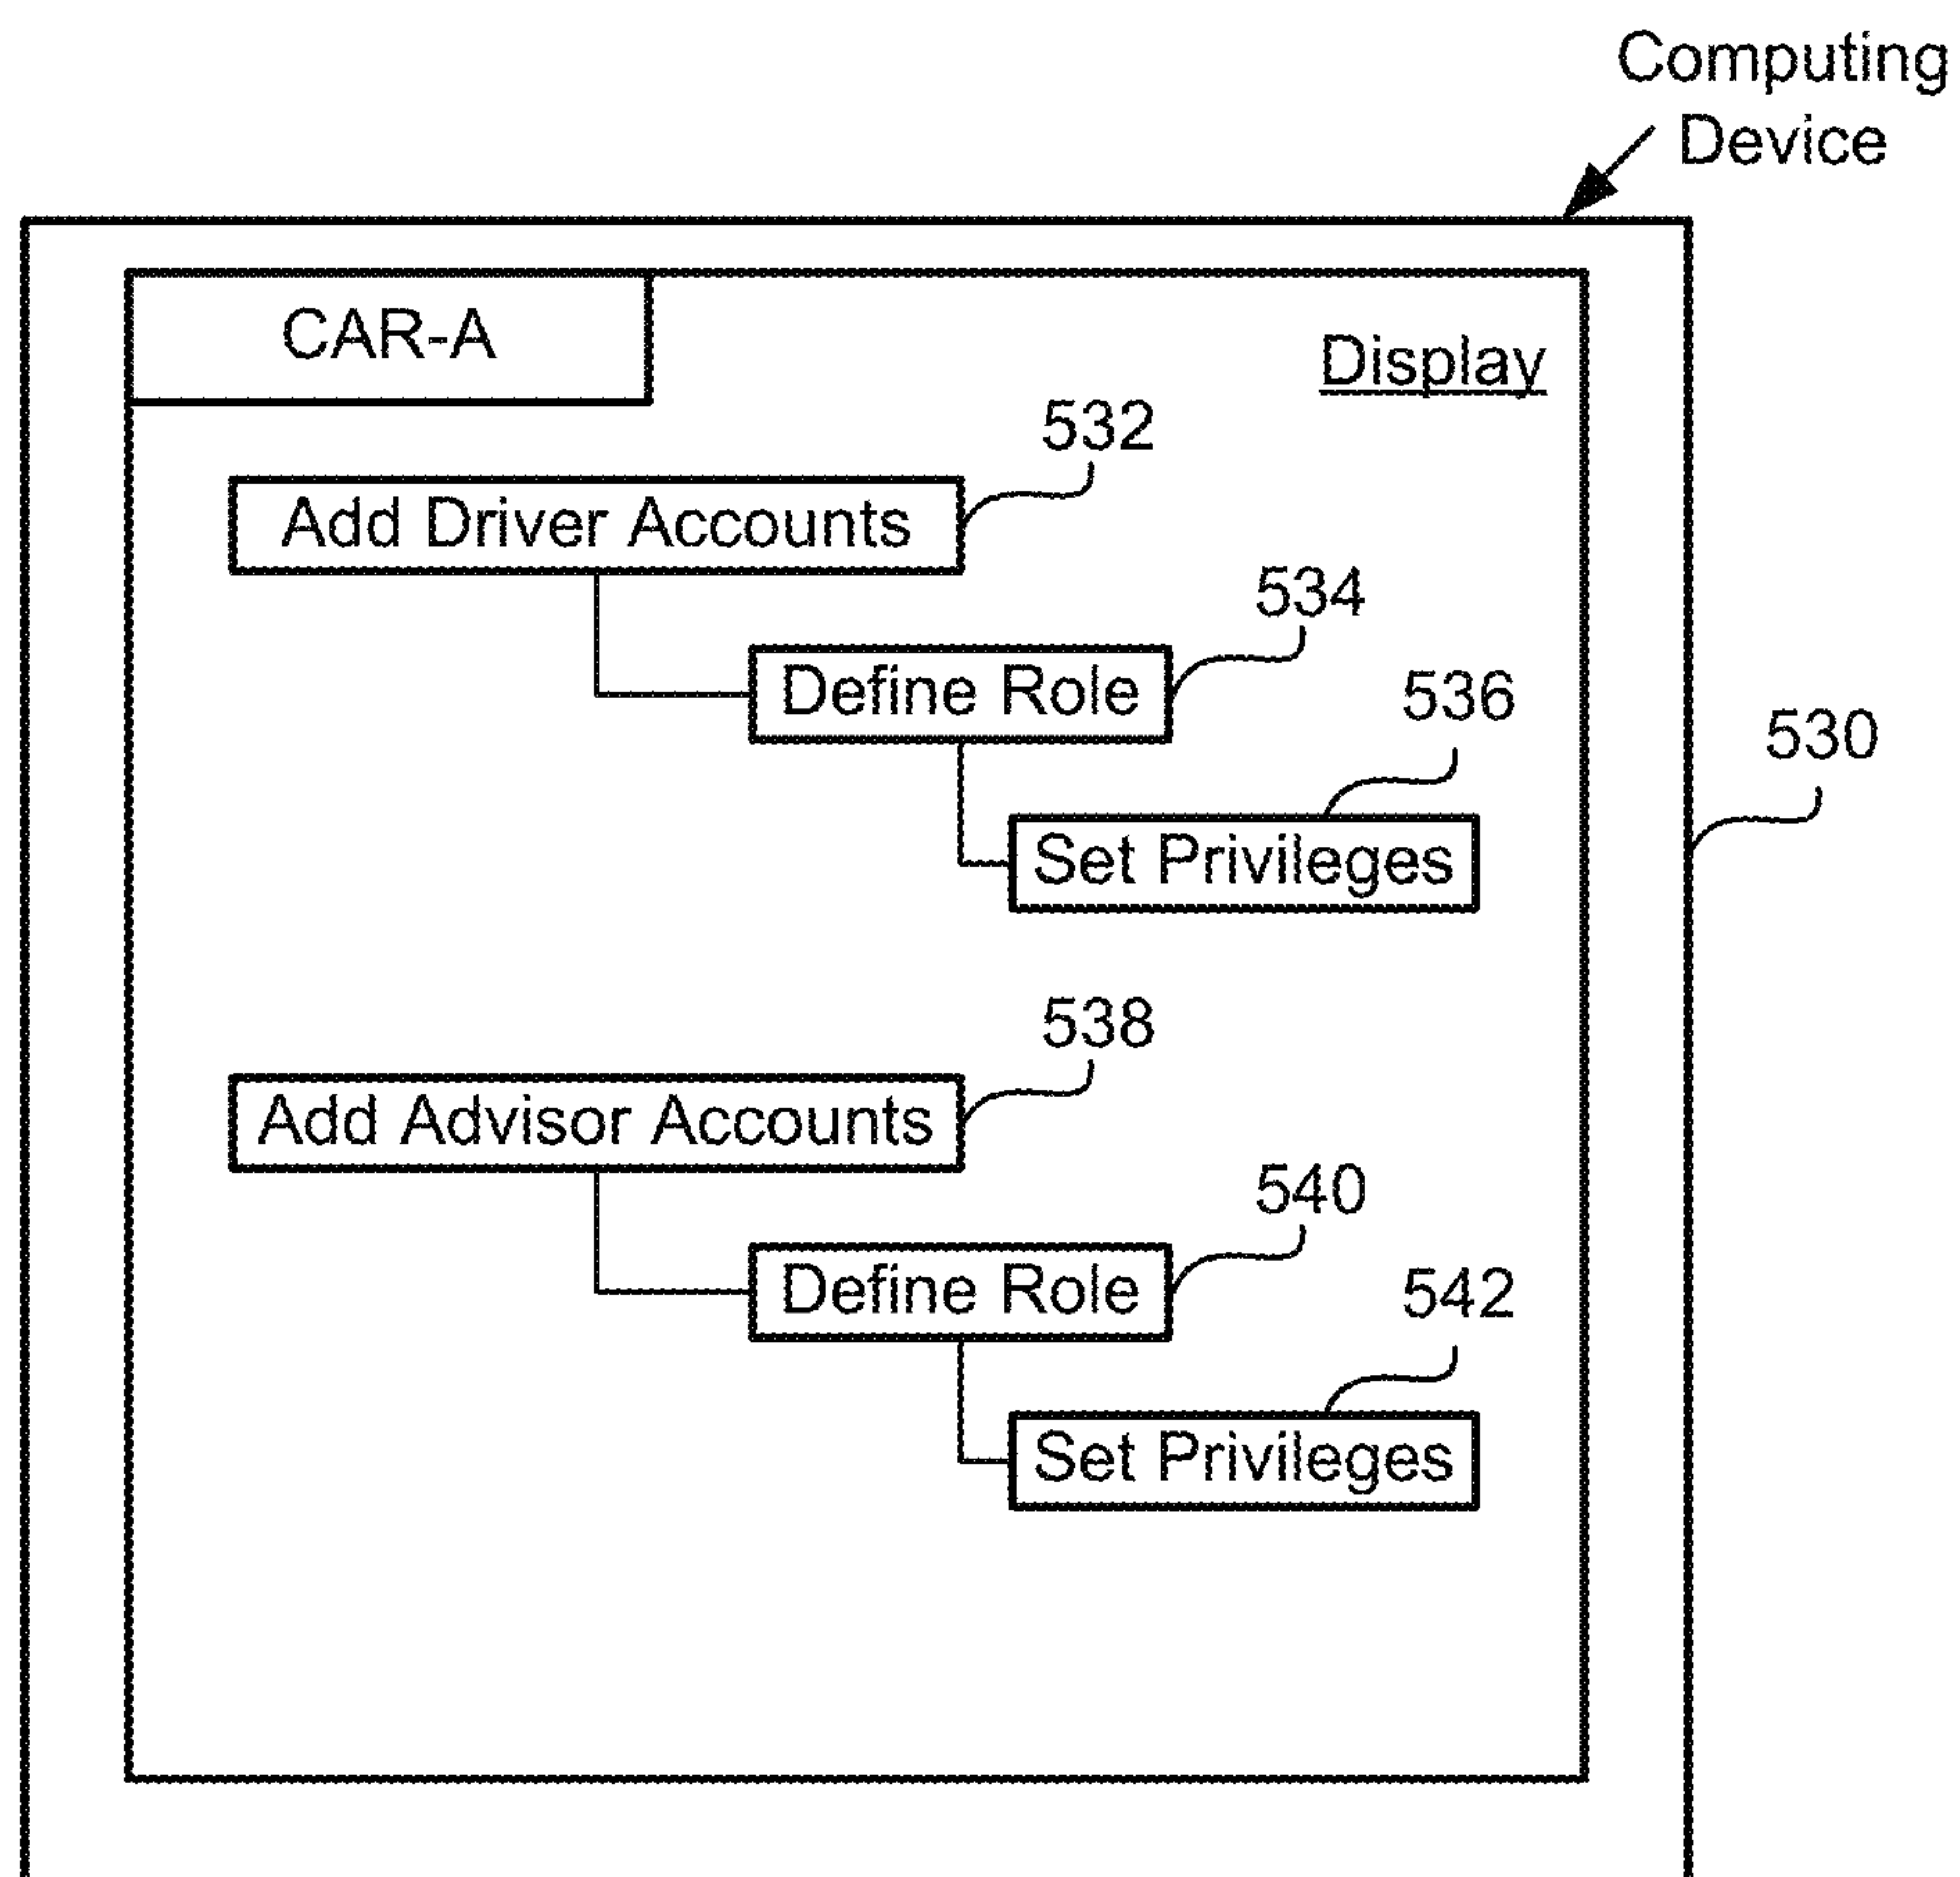 Computing
Device
CAR-A
Display
532
Add Driver Accounts
534
Define Role
536
530
Set Privileges
538
Add Advisor Accounts
540
Define Role
542
Set Privileges